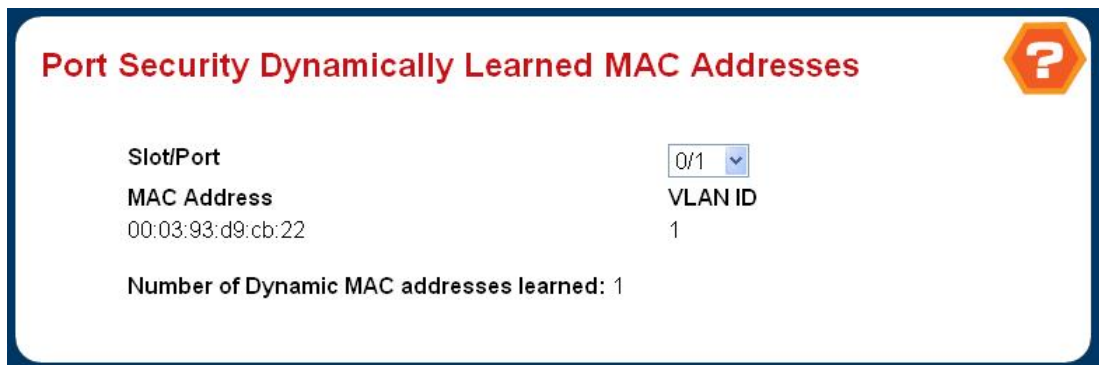 Port Security Dynamically Learned MAC Addresses
?
Slot/Port 0/1
MAC Address VLAN ID
00:03:93:d9:cb:22 1
Number of Dynamic MAC addresses learned: 1